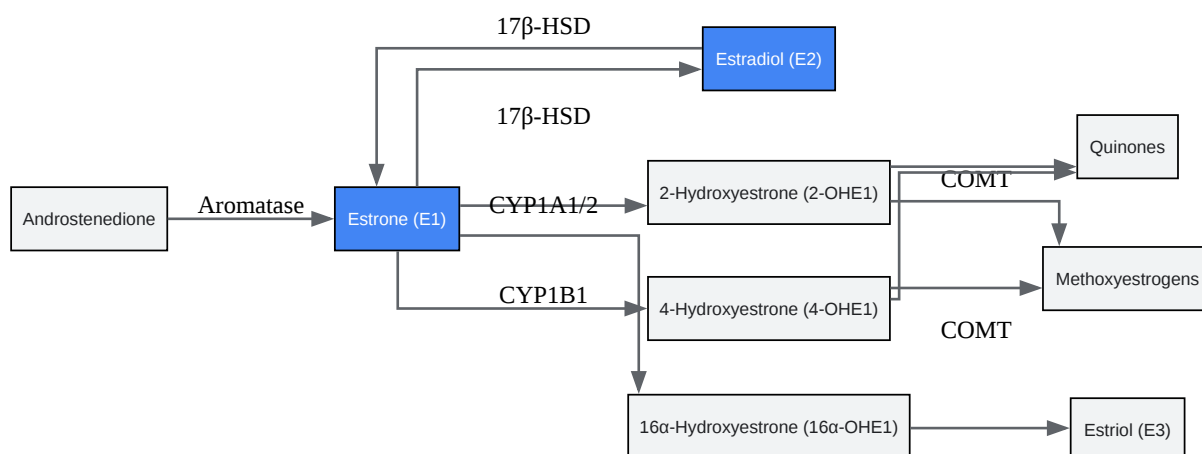 17β-HSD
Estradiol (E2)
17β-HSD
Quinones
2-Hydroxyestrone (2-OHE1)
COMT
Androstenedione
Aromatase
Estrone (E1)
CYP1A1/2
Methoxyestrogens
CYP1B1
4-Hydroxyestrone (4-OHE1)
COMT
16α-Hydroxyestrone (16α-OHE1)
Estriol (E3)